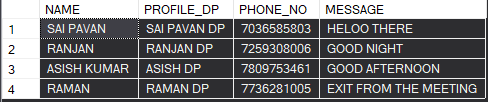 NAME PROFILE_DP PHONE_NO MESSAGE
1 SAI PAVAN SAI PAVAN DP 7036585803 HELOO THERE
2 RANJAN RANJAN DP 7259308006 GOOD NIGHT
3 ASISH KUMAR ASISH DP 7809753461 GOOD AFTERNOON
4 RAMAN RAMAN DP 7736281005 EXIT FROM THE MEETING